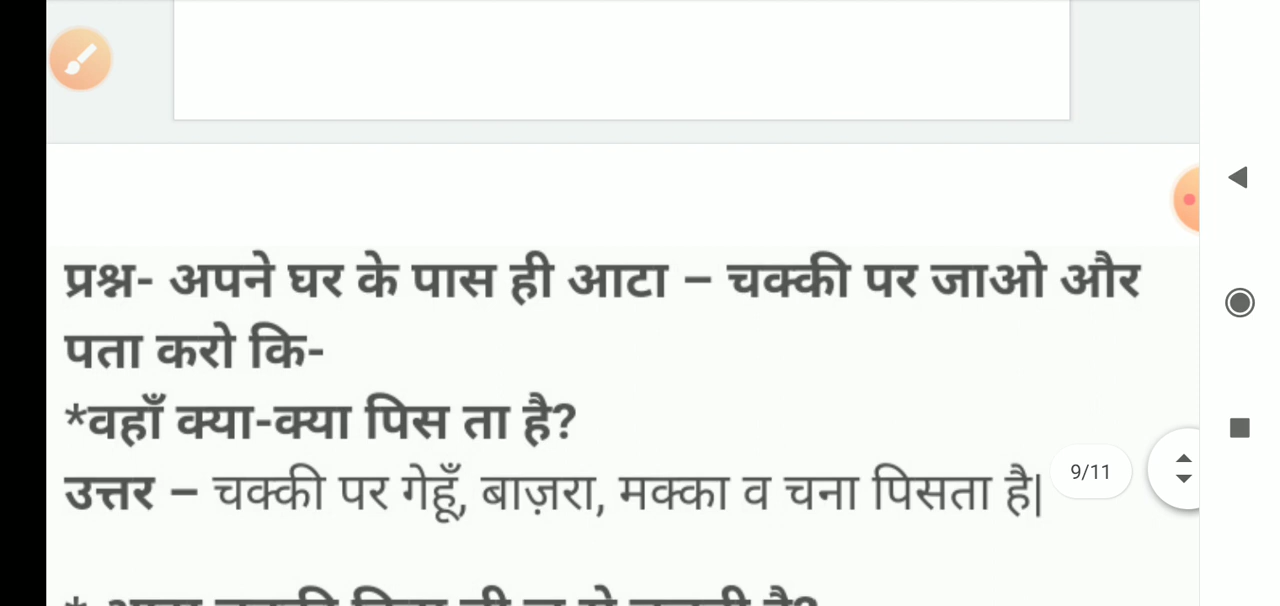 प्रश्न- अपने घर के पास ही आटा – चक्की पर जाओ और
पता करो कि-
*वहाँ क्या-क्या पिस ता है?
उत्तर – चक्की पर गेहूँ, बाज़रा, मक्का व चना पिसता है|
9/11